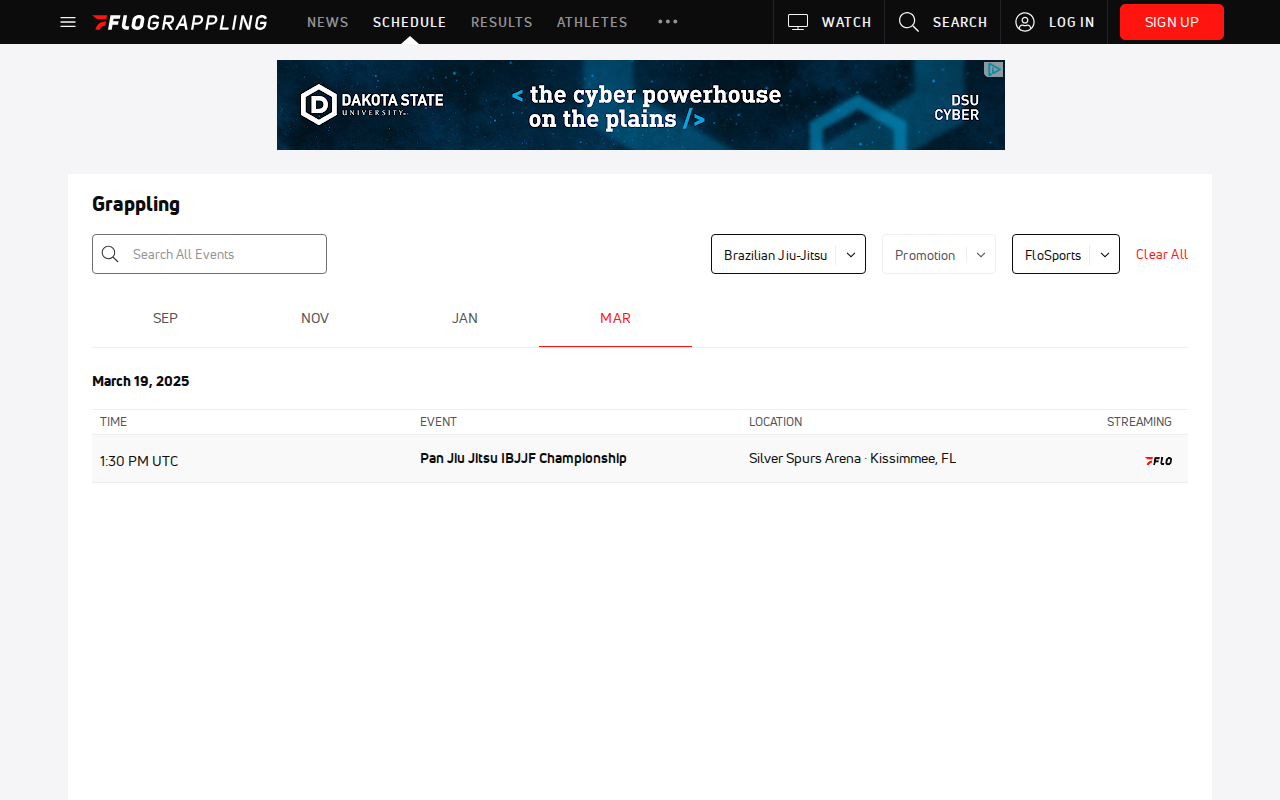 FLOGRAPPLING NEWS SCHEDULE RESULTS ATHLETES ••• WATCH SEARCH LOG IN SIGN UP
DAKOTA STATE
UNIVERSITY
< the cyber powerhouse
on the plains />
DSU
CYBER
Grappling
Search All Events Brazilian Jiu-Jitsu Promotion FloSports Clear All
SEP NOV JAN MAR
March 19, 2025
TIME EVENT LOCATION STREAMING
1:30 PM UTC Pan Jiu Jitsu IBJJF Championship Silver Spurs Arena · Kissimmee, FL FLO